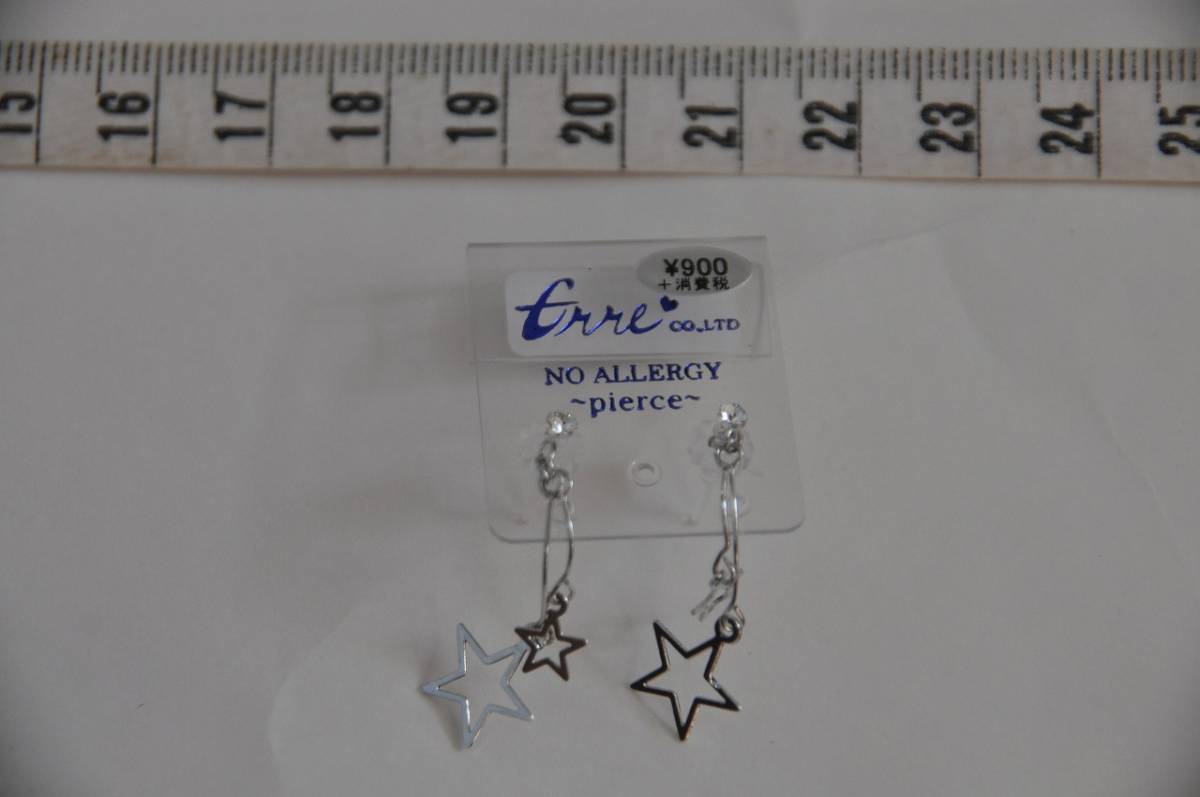 15 16 17 18 19 20 21 22 23 24 25
¥900
+消費税
Erre CO.,LTD
NO ALLERGY
~pierce~